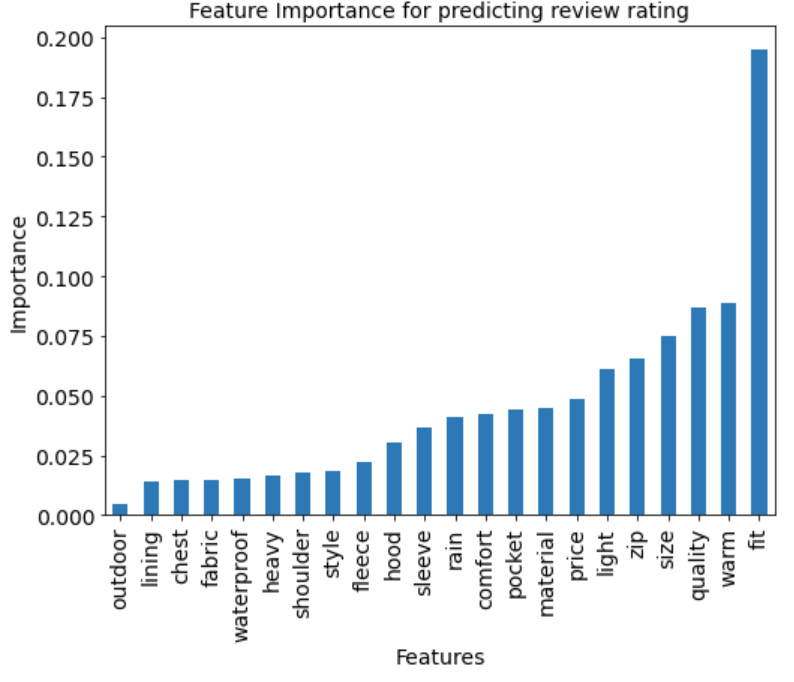 Feature Importance for predicting review rating
0.200
0.175
0.150
0.125
0.100
0.075
0.050
0.025
0.000
Importance
outdoor
lining
chest
fabric
waterproof
heavy
shoulder
style
fleece
hood
sleeve
rain
comfort
pocket
material
price
light
zip
size
quality
warm
fit
Features